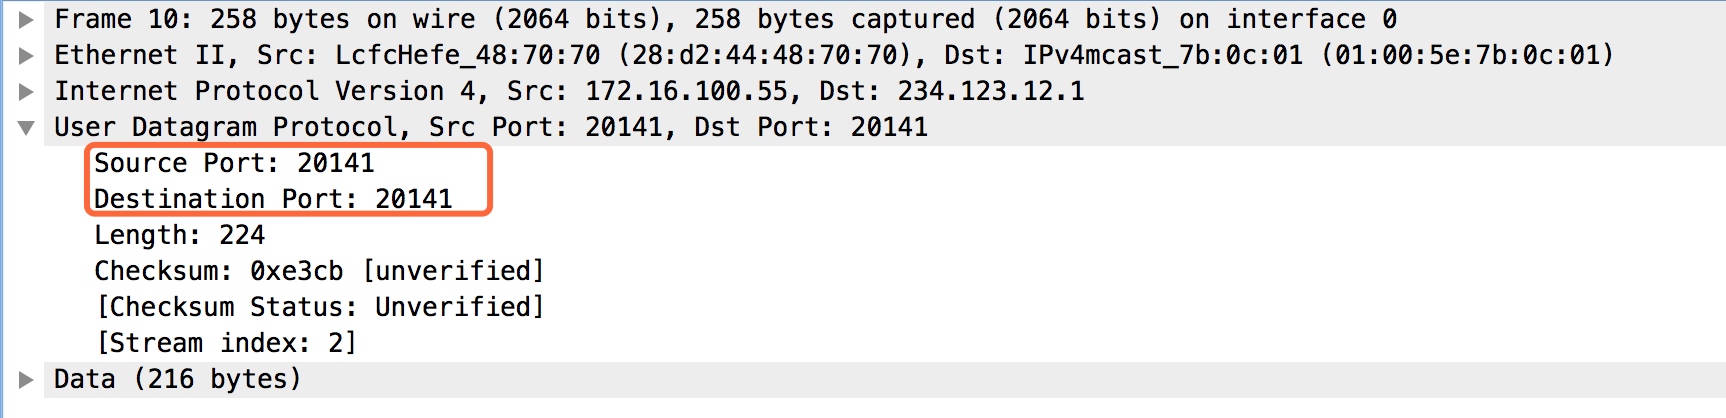 Frame 10: 258 bytes on wire (2064 bits), 258 bytes captured (2064 bits) on interface 0
Ethernet II, Src: LcfcHefe_48:70:70 (28:d2:44:48:70:70), Dst: IPv4mcast_7b:0c:01 (01:00:5e:7b:0c:01)
Internet Protocol Version 4, Src: 172.16.100.55, Dst: 234.123.12.1
User Datagram Protocol, Src Port: 20141, Dst Port: 20141
Source Port: 20141
Destination Port: 20141
Length: 224
Checksum: 0xe3cb [unverified]
[Checksum Status: Unverified]
[Stream index: 2]
Data (216 bytes)